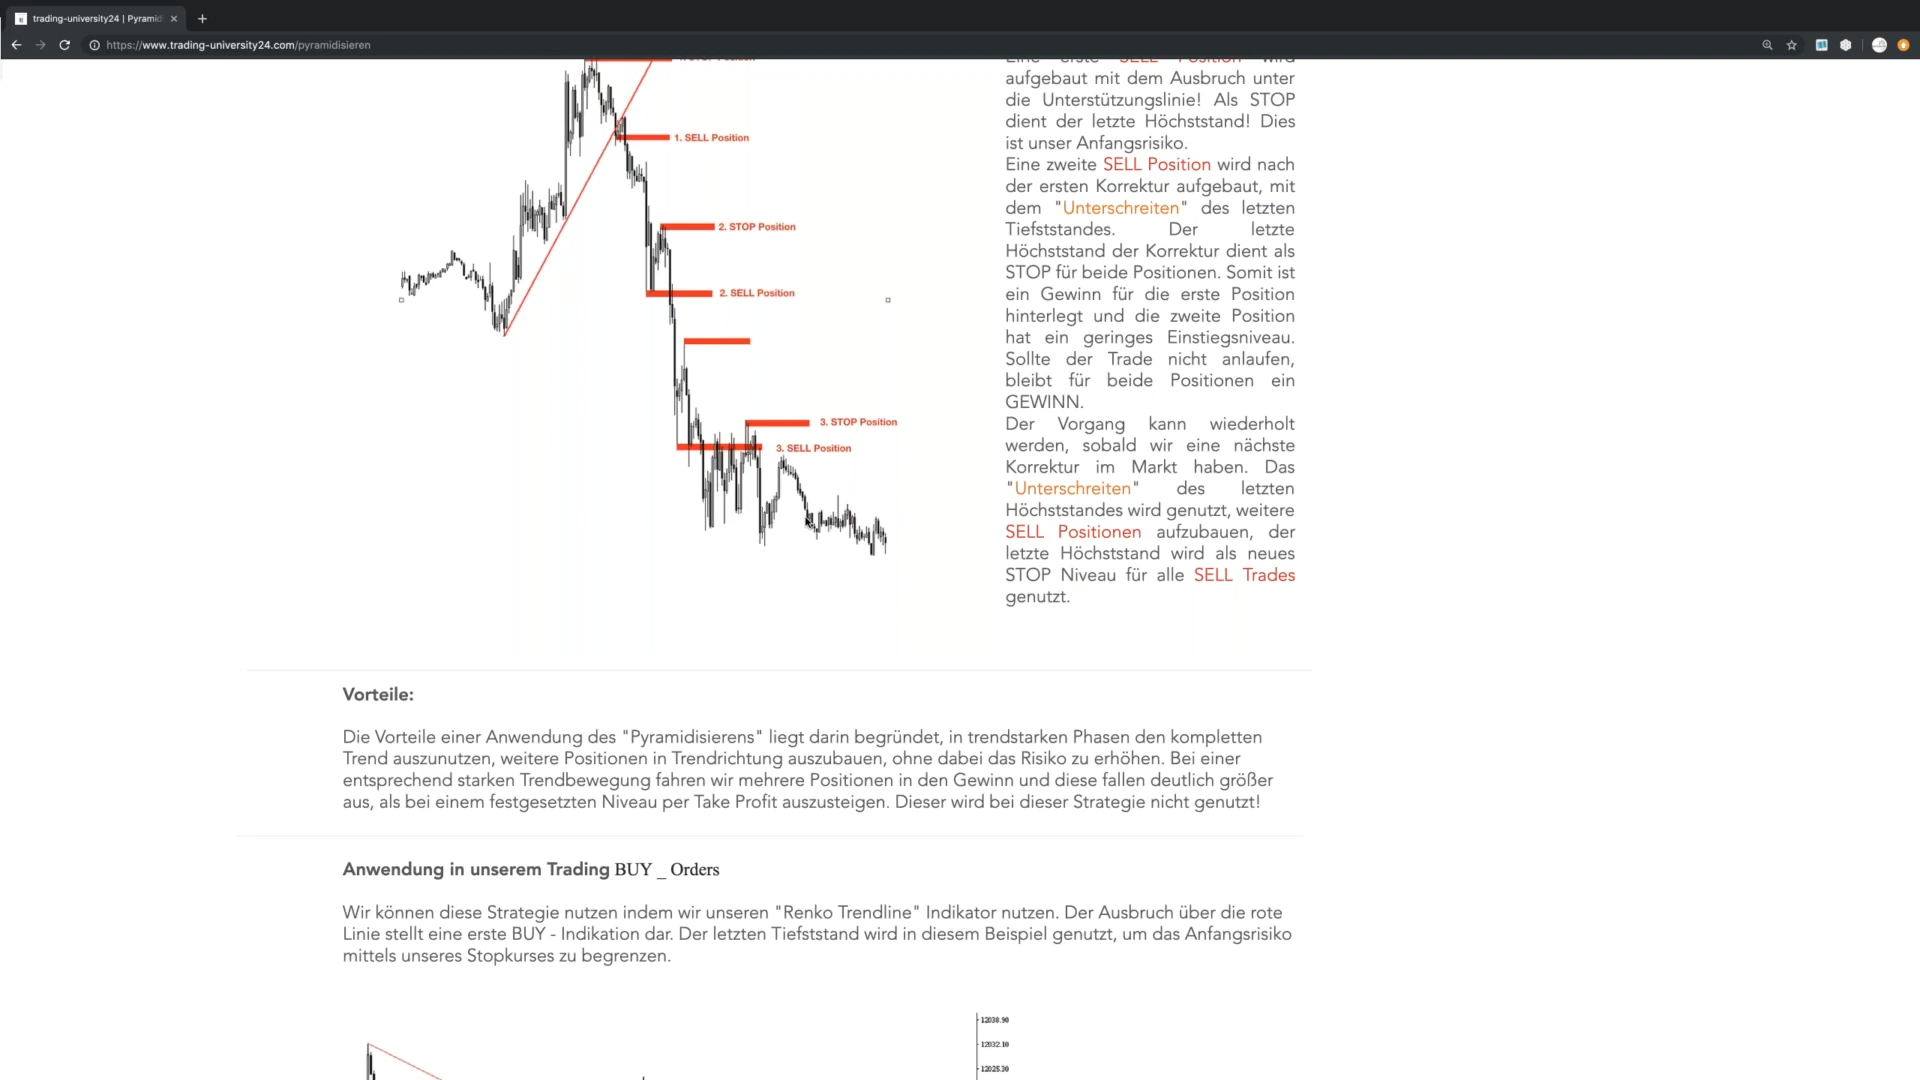 trading-university24 | Pyramidi
https://www.trading-university24.com/pyramidisieren
1. SELL Position
2. STOP Position
2. SELL Position
3. STOP Position
3. SELL Position
Eine erste SELL Position wird
aufgebaut mit dem Ausbruch unter
die Unterstützungslinie! Als STOP
dient der letzte Höchststand! Dies
ist unser Anfangsrisiko.
Eine zweite SELL Position wird nach
der ersten Korrektur aufgebaut, mit
dem "Unterschreiten" des letzten
Tiefststandes. Der letzte
Höchststand der Korrektur dient als
STOP für beide Positionen. Somit ist
ein Gewinn für die erste Position
hinterlegt und die zweite Position
hat ein geringes Einstiegsniveau.
Sollte der Trade nicht anlaufen,
bleibt für beide Positionen ein
GEWINN.
Der Vorgang kann wiederholt
werden, sobald wir eine nächste
Korrektur im Markt haben. Das
"Unterschreiten" des letzten
Höchststandes wird genutzt, weitere
SELL Positionen aufzubauen, der
letzte Höchststand wird als neues
STOP Niveau für alle SELL Trades
genutzt.
Vorteile:
Die Vorteile einer Anwendung des "Pyramidisierens" liegt darin begründet, in trendstarken Phasen den kompletten
Trend auszunutzen, weitere Positionen in Trendrichtung auszubauen, ohne dabei das Risiko zu erhöhen. Bei einer
entsprechend starken Trendbewegung fahren wir mehrere Positionen in den Gewinn und diese fallen deutlich größer
aus, als bei einem festgesetzten Niveau per Take Profit auszusteigen. Dieser wird bei dieser Strategie nicht genutzt!
Anwendung in unserem Trading BUY _ Orders
Wir können diese Strategie nutzen indem wir unseren "Renko Trendline" Indikator nutzen. Der Ausbruch über die rote
Linie stellt eine erste BUY - Indikation dar. Der letzten Tiefststand wird in diesem Beispiel genutzt, um das Anfangsrisiko
mittels unseres Stopkurses zu begrenzen.
12038.90
12032.10
12025.30